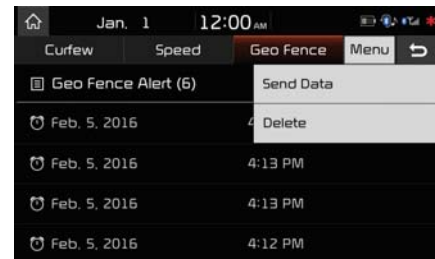 Jan. 1 12:00 AM
Curfew Speed Geo Fence Menu
Geo Fence Alert (6) Send Data
Feb. 5, 2016 4 Delete
Feb. 5, 2016 4:13 PM
Feb. 5, 2016 4:13 PM
Feb. 5, 2016 4:12 PM